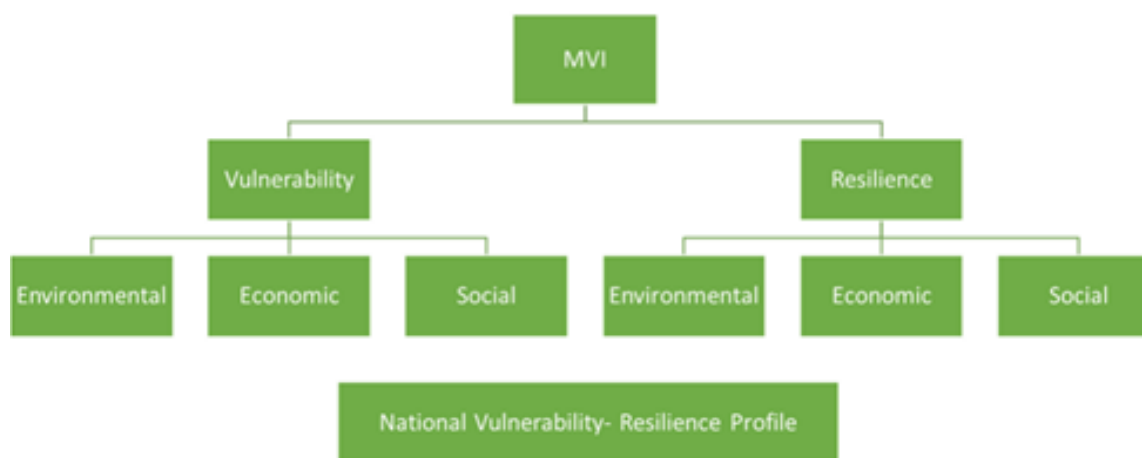 MVI
Vulnerability
Resilience
Environmental
Economic
Social
Environmental
Economic
Social
National Vulnerability- Resilience Profile